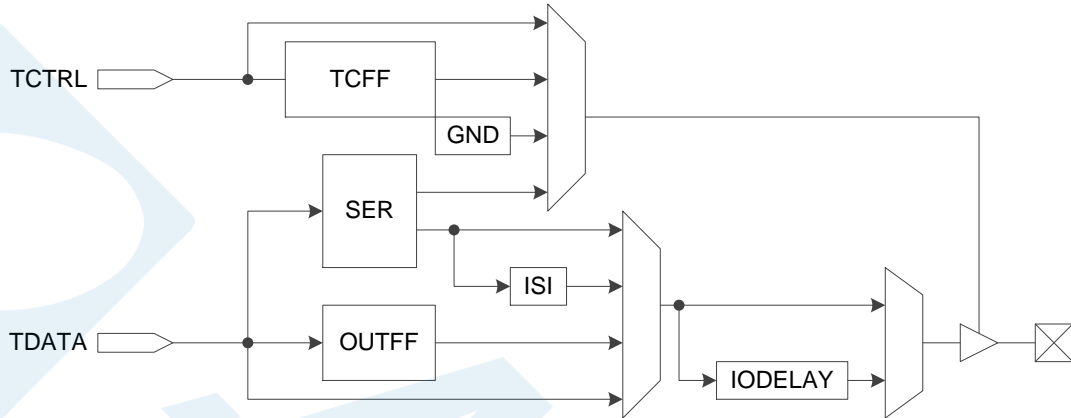 TCTRL
TCFF
GND
SER
ISI
TDATA
OUTFF
IODELAY